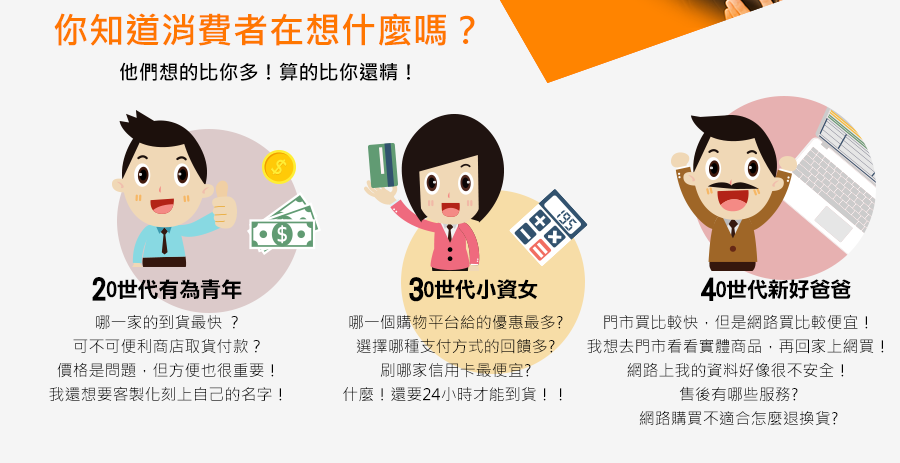 你知道消費者在想什麼嗎？
他們想的比你多！算的比你還精！
$
$
195
20世代有為青年
哪一家的到貨最快 ？
可不可便利商店取貨付款？
價格是問題，但方便也很重要！
我還想要客製化刻上自己的名字！
30世代小資女
哪一個購物平台給的優惠最多?
選擇哪種支付方式的回饋多?
刷哪家信用卡最便宜?
什麼！還要24小時才能到貨！！
40世代新好爸爸
門市買比較快，但是網路買比較便宜！
我想去門市看看實體商品，再回家上網買！
網路上我的資料好像很不安全！
售後有哪些服務?
網路購買不適合怎麼退換貨?